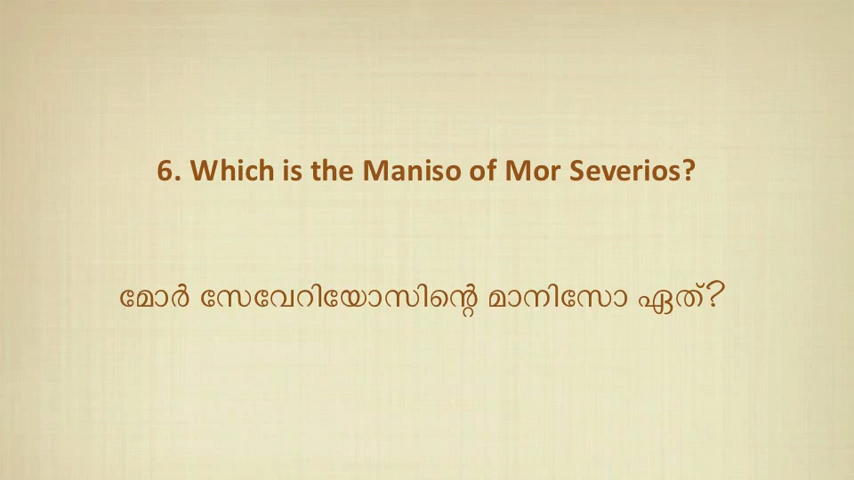 6. Which is the Maniso of Mor Severios?
മോർ സേവേറിയോസിന്റെ മാനിസോ ഏത്?